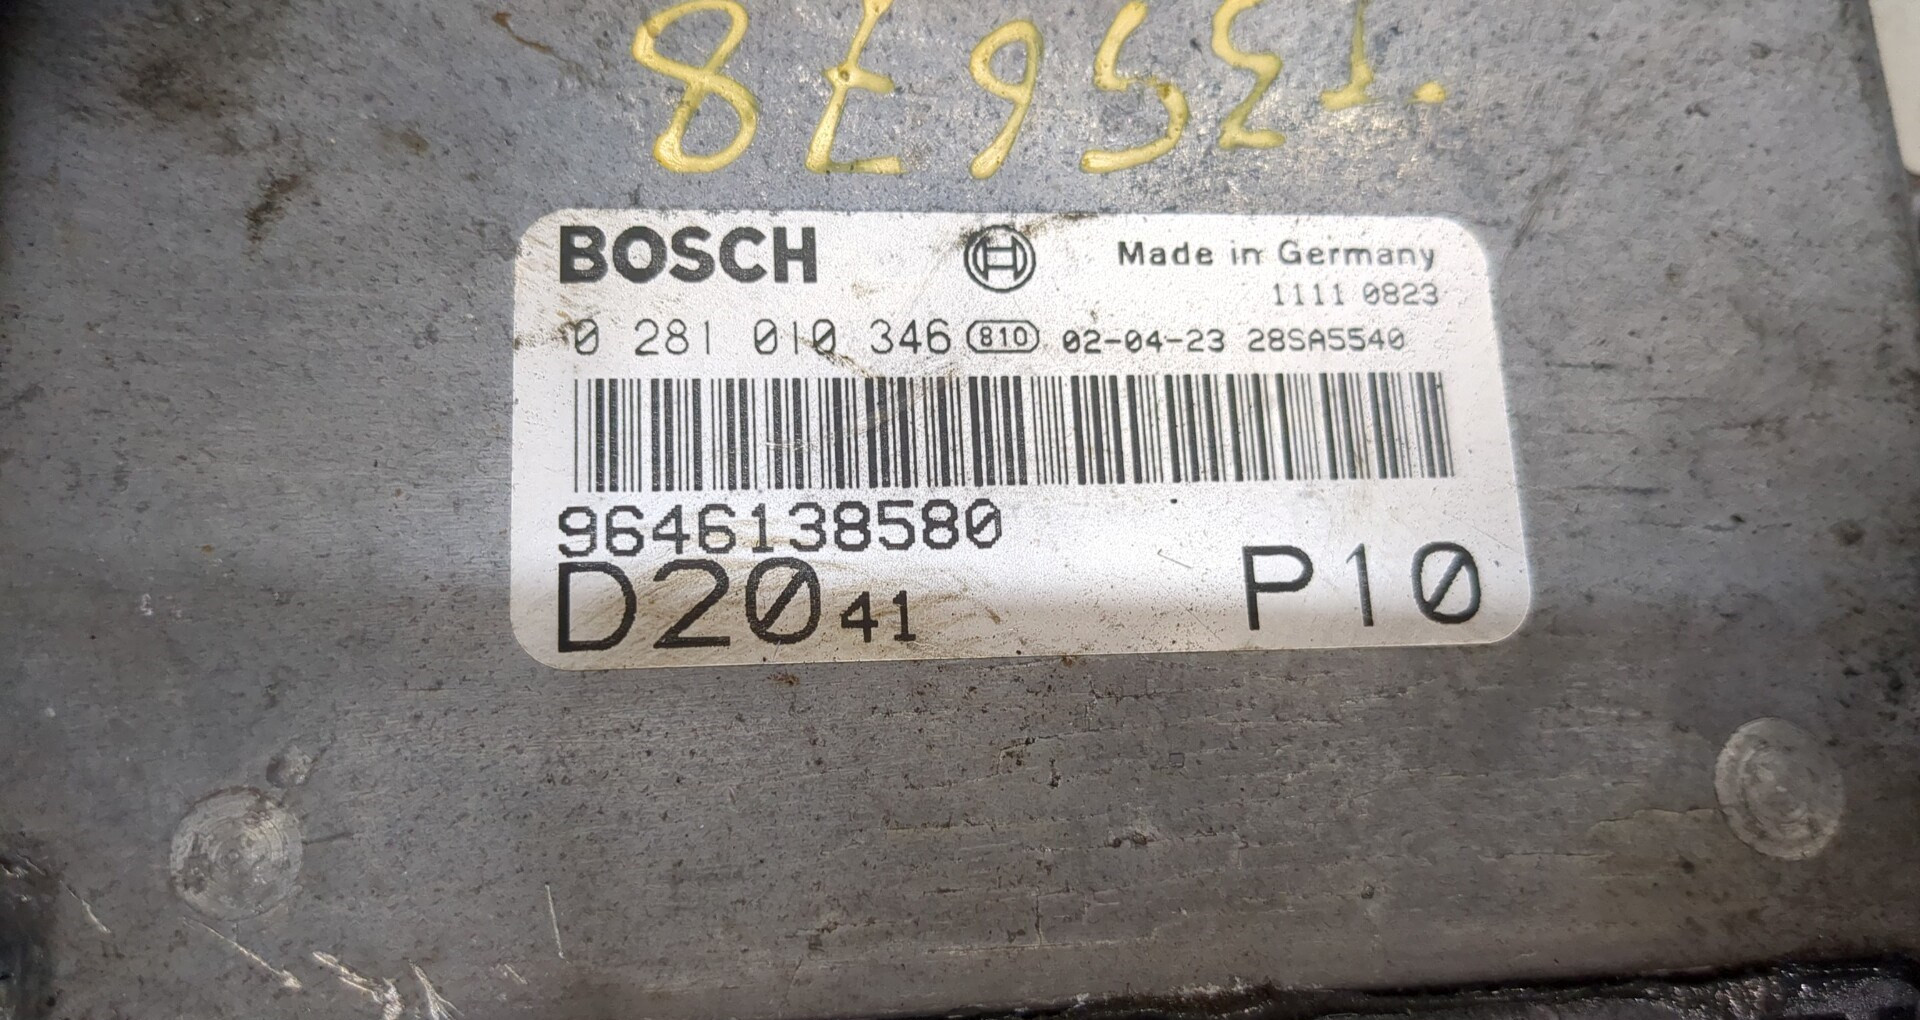 BOSCH Made in Germany
1111 0823
0 281 010 346 810 02-04-23 28SA5540
9646138580
D20 41 P10